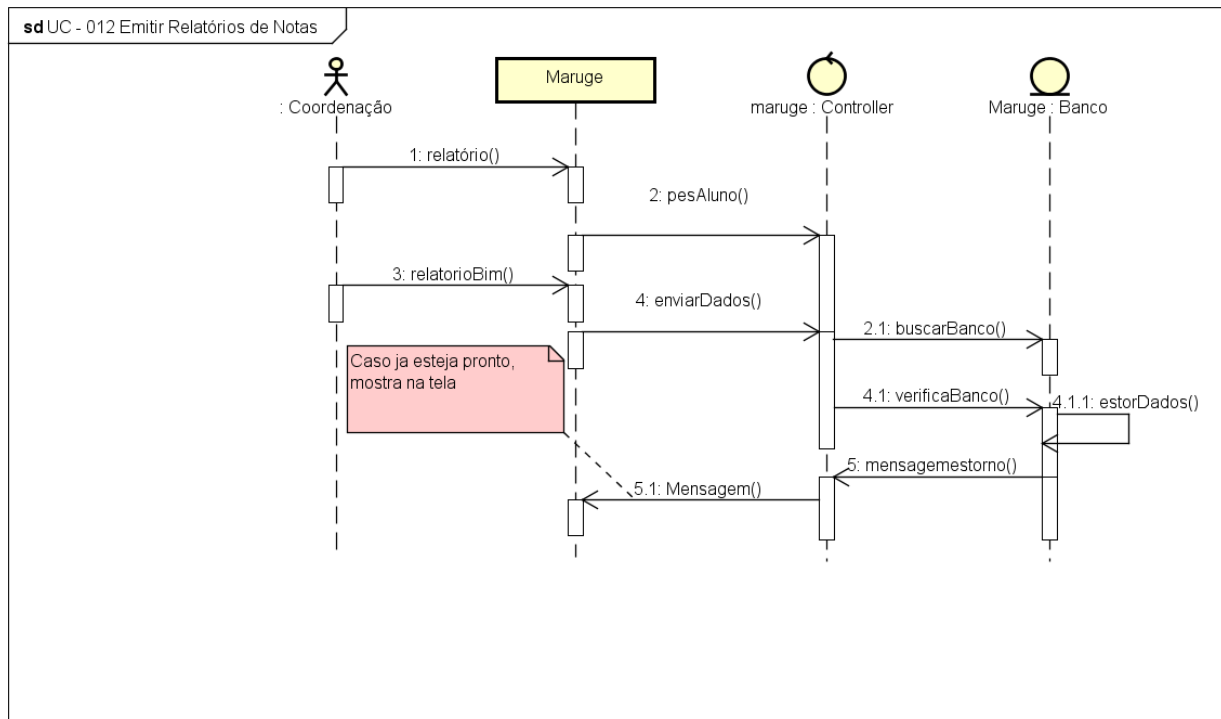 sd UC - 012 Emitir Relatórios de Notas
: Coordenação
Maruge
maruge : Controller
Maruge : Banco
1: relatório()
2: pesAluno()
3: relatorioBim()
4: enviarDados()
2.1: buscarBanco()
Caso ja esteja pronto,
mostra na tela
4.1: verificaBanco()
4.1.1: estorDados()
5: mensagemestorno()
5.1: Mensagem()